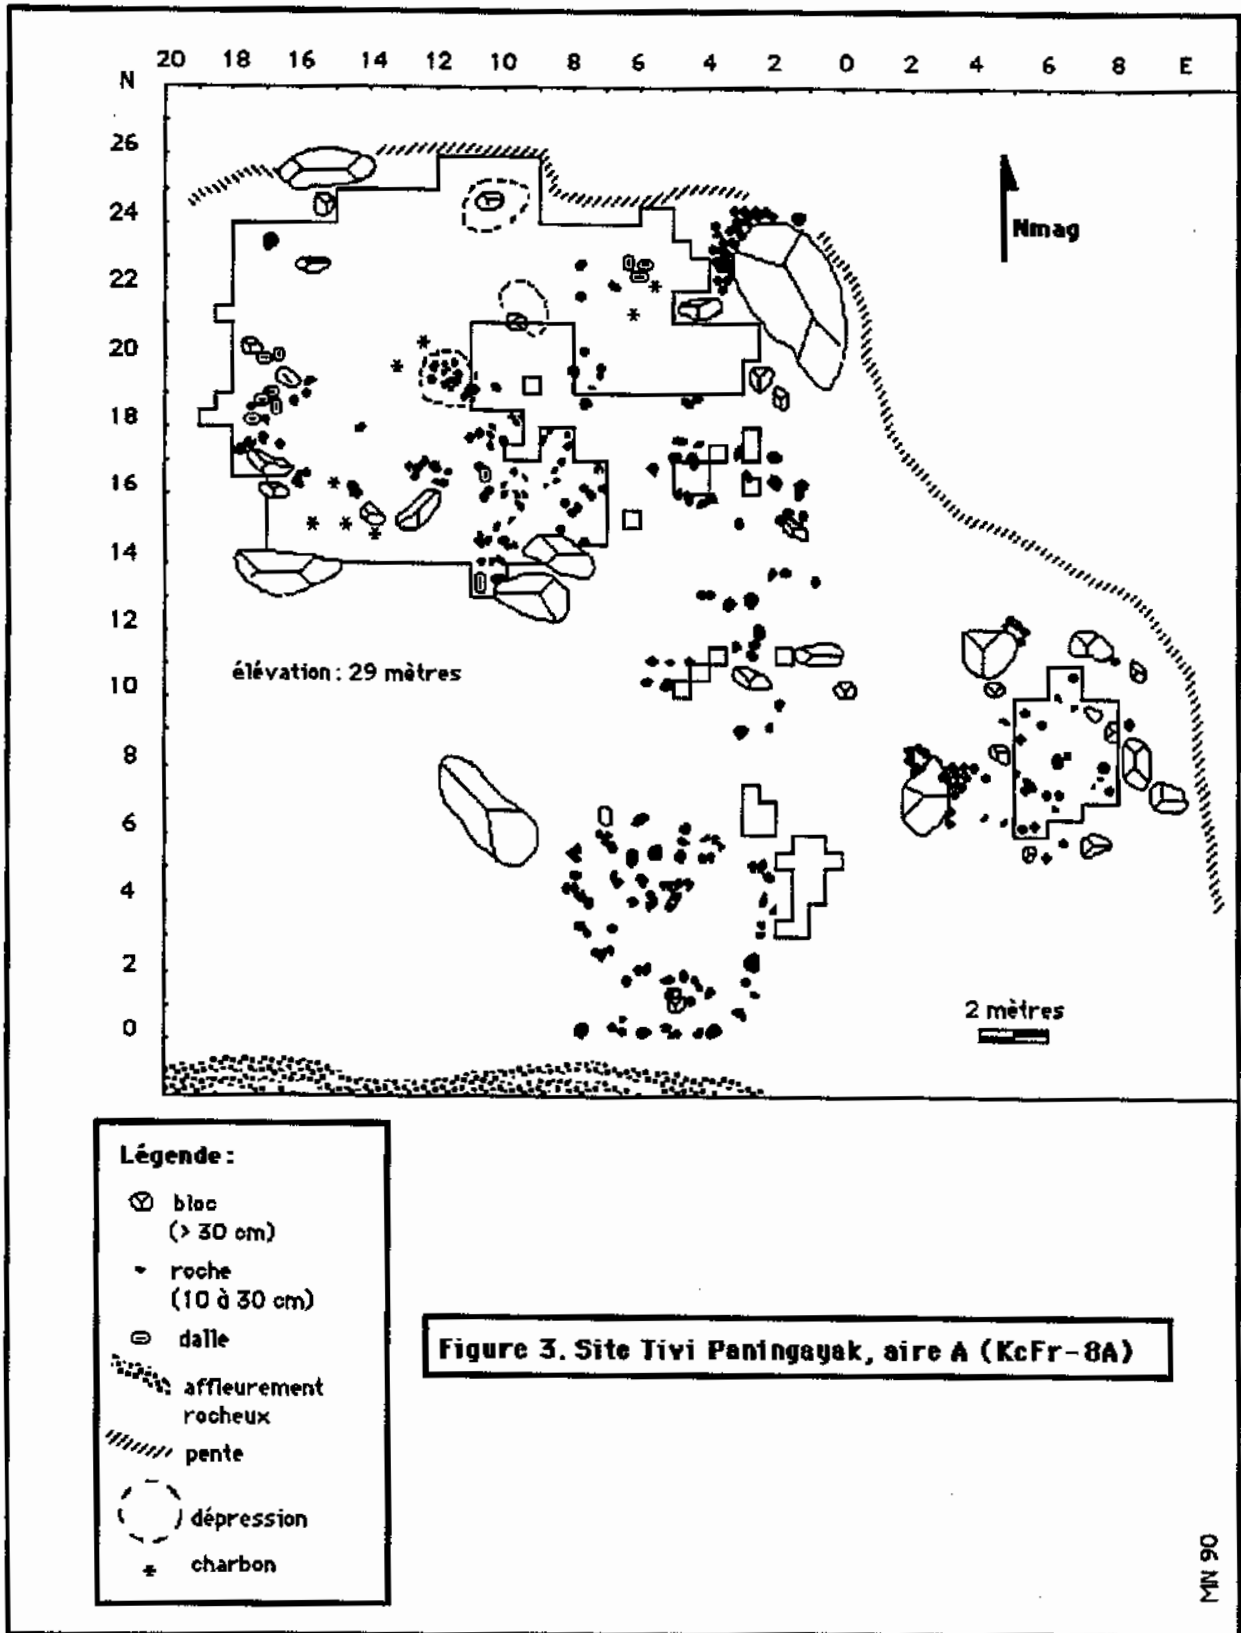 20 18 16 14 12 10 8 6 4 2 0 2 4 6 8 E
N
26
24
22
20
18
16
14
12
10
8
6
4
2
0
Nmag
élévation : 29 mètres
2 mètres
Légende :
bloc
(> 30 cm)
roche
(10 à 30 cm)
dalle
affleurement
rocheux
pente
dépression
charbon
Figure 3. Site Tivi Paningayak, aire A (KcFr-8A)
MN 90